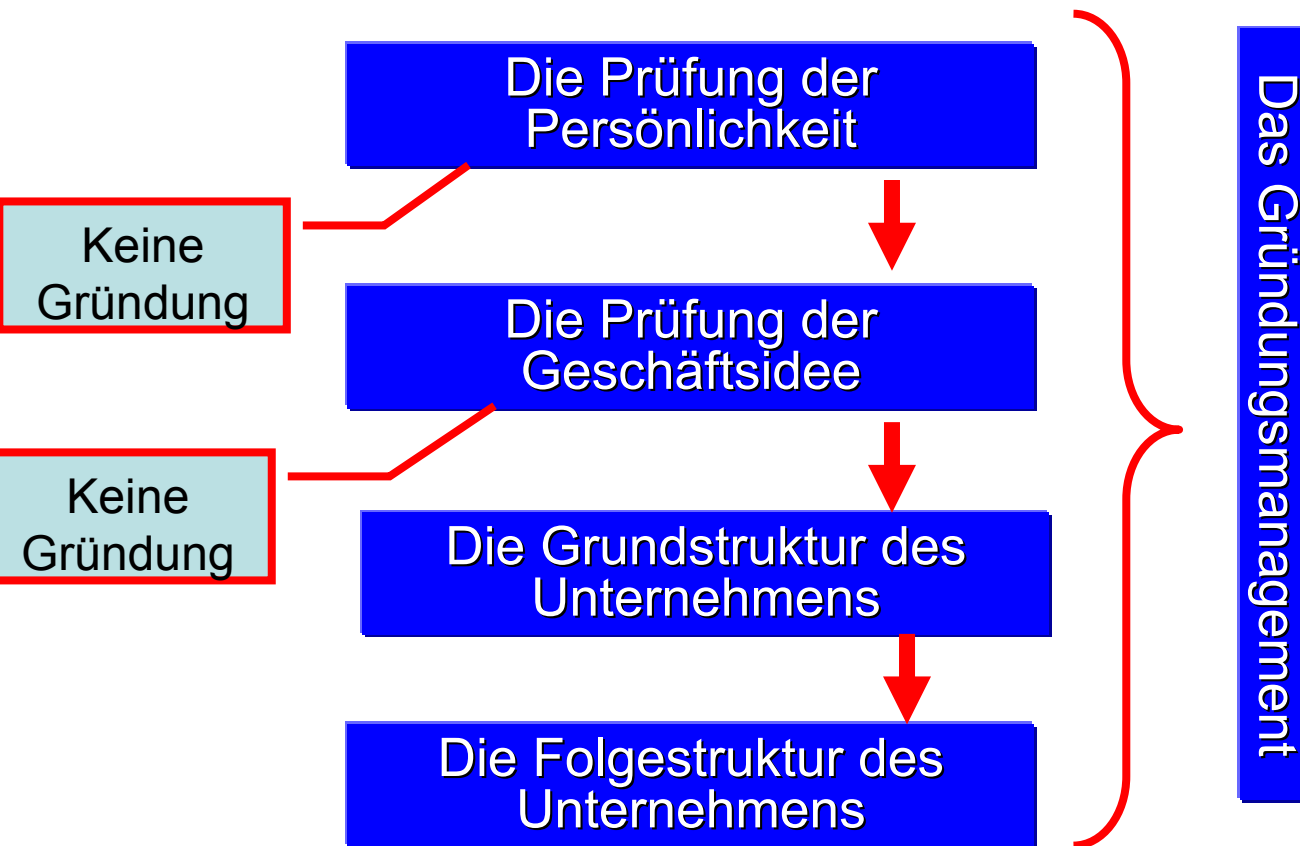 Die Prüfung der
Persönlichkeit
Keine
Gründung
Die Prüfung der
Geschäftsidee
Keine
Gründung
Die Grundstruktur des
Unternehmens
Die Folgestruktur des
Unternehmens
Das Gründungsmanagement